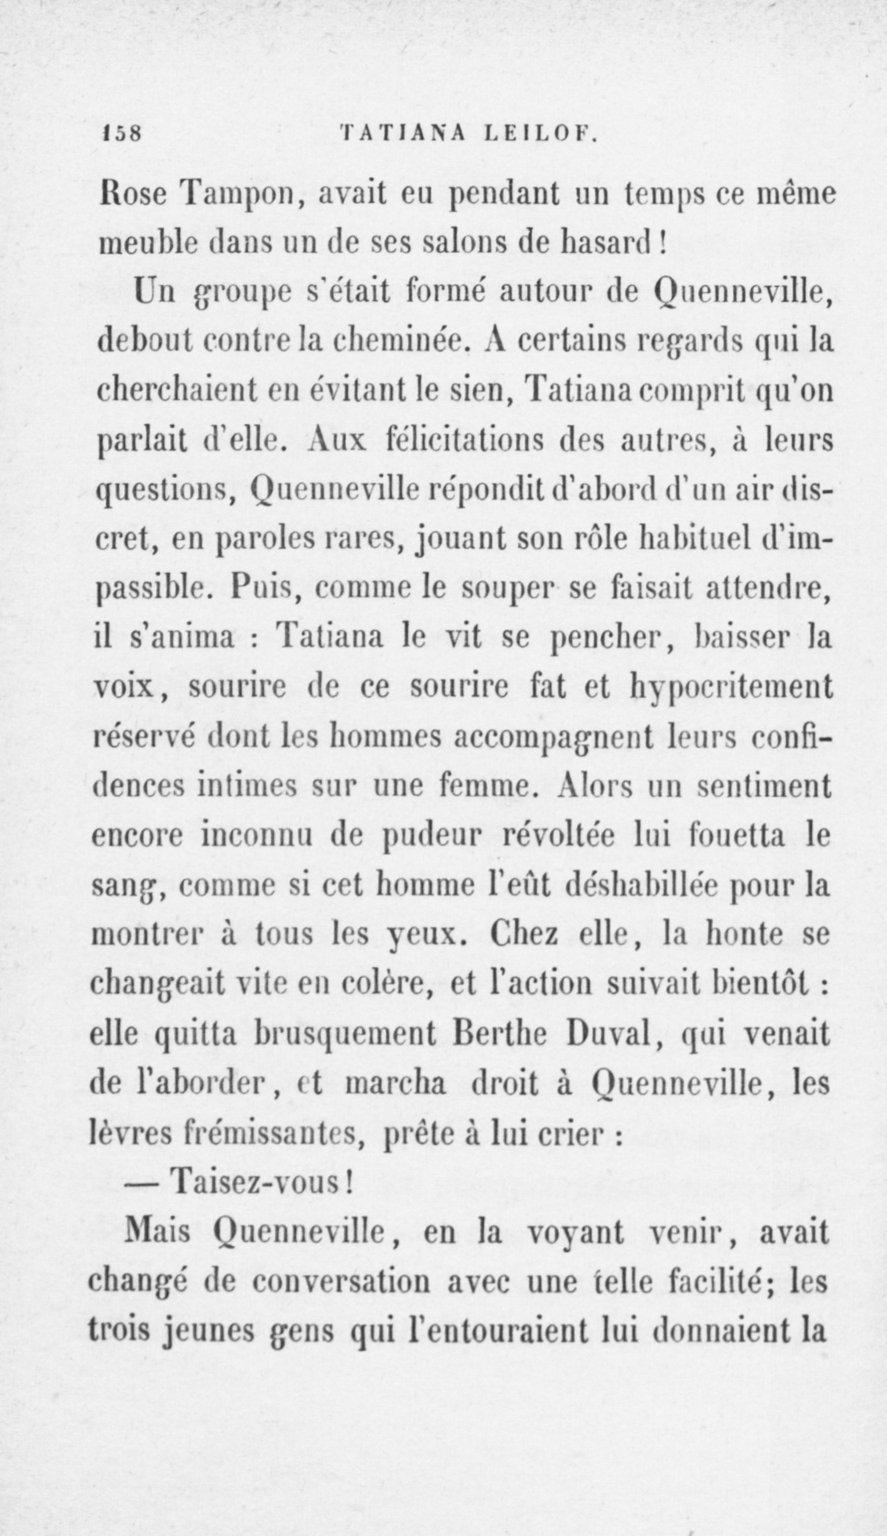 158 TATIANA LEILOF.
Rose Tampon, avait eu pendant un temps ce même
meuble dans un de ses salons de hasard !
Un groupe s'était formé autour de Quenneville,
debout contre la cheminée. A certains regards qui la
cherchaient en évitant le sien, Tatiana comprit qu'on
parlait d'elle. Aux félicitations des autres, à leurs
questions, Quenneville répondit d'abord d'un air dis-
cret, en paroles rares, jouant son rôle habituel d'im-
passible. Puis, comme le souper se faisait attendre,
il s'anima : Tatiana le vit se pencher, baisser la
voix, sourire de ce sourire fat et hypocritement
réservé dont les hommes accompagnent leurs confi-
dences intimes sur une femme. Alors un sentiment
encore inconnu de pudeur révoltée lui fouetta le
sang, comme si cet homme l'eût déshabillée pour la
montrer à tous les yeux. Chez elle, la honte se
changeait vite en colère, et l'action suivait bientôt :
elle quitta brusquement Berthe Duval, qui venait
de l'aborder, et marcha droit à Quenneville, les
lèvres frémissantes, prête à lui crier :
— Taisez-vous !
Mais Quenneville, en la voyant venir, avait
changé de conversation avec une telle facilité; les
trois jeunes gens qui l'entouraient lui donnaient la